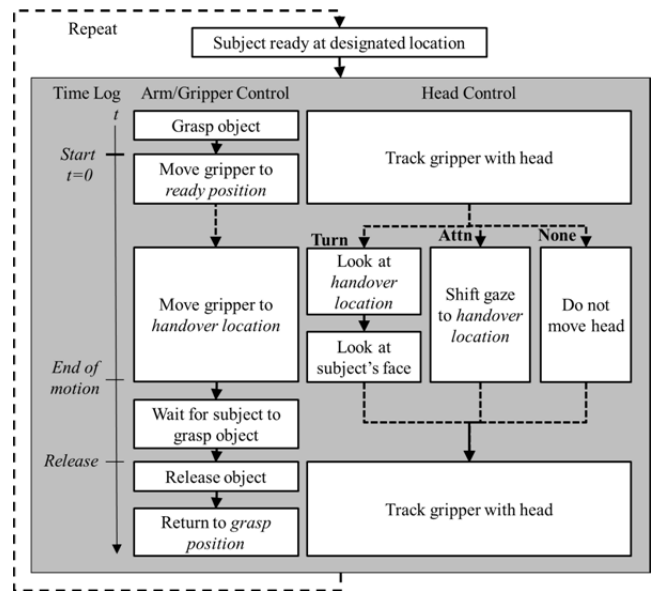 Repeat
Subject ready at designated location
Time Log
Arm/Gripper Control
Head Control
t
Grasp object
Start
t=0
Move gripper to
ready position
Track gripper with head
Turn
Attn
None
Move gripper to
handover location
Look at
handover
location
Look at
subject's face
Shift gaze
to handover
location
Do not
move head
End of
motion
Wait for subject to
grasp object
Release
Release object
Return to grasp
position
Track gripper with head